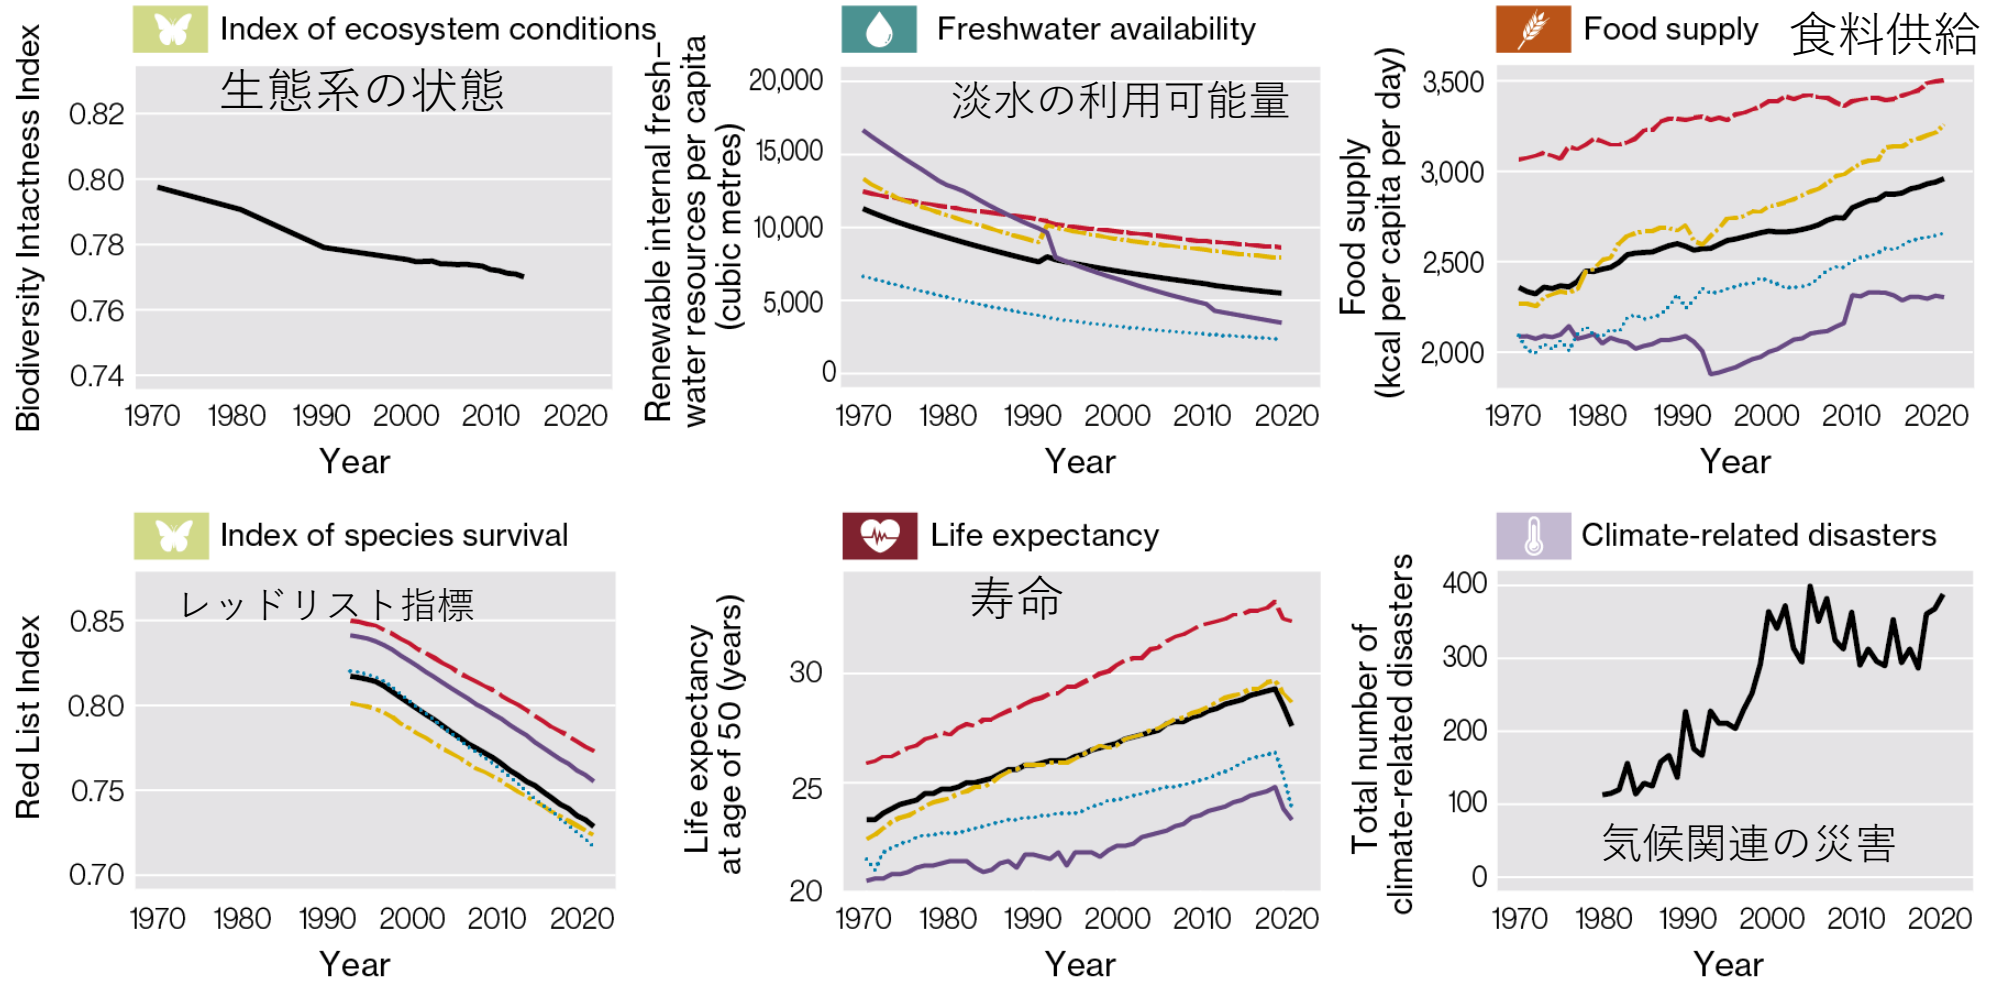 Index of ecosystem conditions
生態系の状態
Biodiversity Intactness Index
0.82
0.80
0.78
0.76
0.74
1970 1980 1990 2000 2010 2020
Year
Freshwater availability
淡水の利用可能量
Renewable internal fresh–
water resources per capita
(cubic metres)
20,000
15,000
10,000
5,000
0
1970 1980 1990 2000 2010 2020
Year
Food supply
食料供給
Food supply
(kcal per capita per day)
3,500
3,000
2,500
2,000
1970 1980 1990 2000 2010 2020
Year
Index of species survival
レッドリスト指標
Red List Index
0.85
0.80
0.75
0.70
1970 1980 1990 2000 2010 2020
Year
Life expectancy
寿命
Life expectancy
at age of 50 (years)
30
25
20
1970 1980 1990 2000 2010 2020
Year
Climate-related disasters
気候関連の災害
Total number of
climate-related disasters
400
300
200
100
0
1970 1980 1990 2000 2010 2020
Year